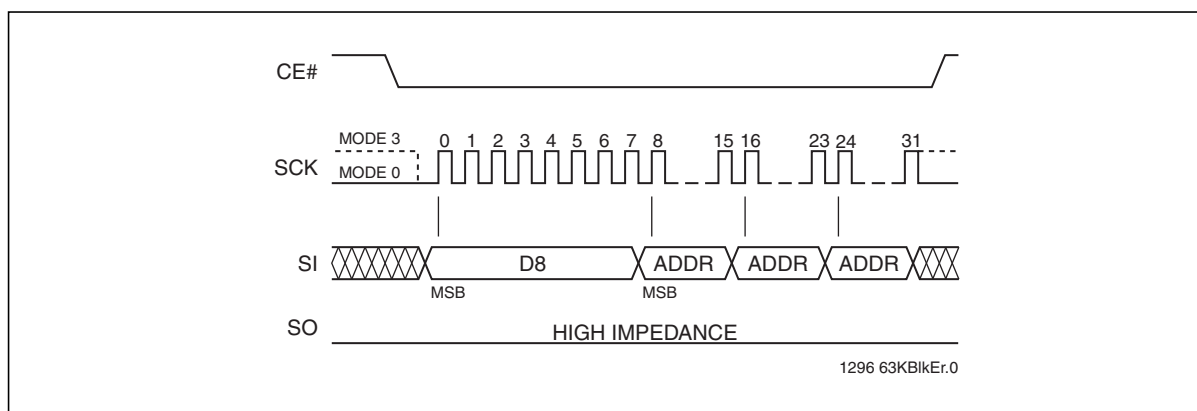 CE#
MODE 3
0 1 2 3 4 5 6 7 8 15 16 23 24 31
SCK
MODE 0
SI D8 ADDR ADDR ADDR
MSB MSB
SO HIGH IMPEDANCE
1296 63KBlkEr.0